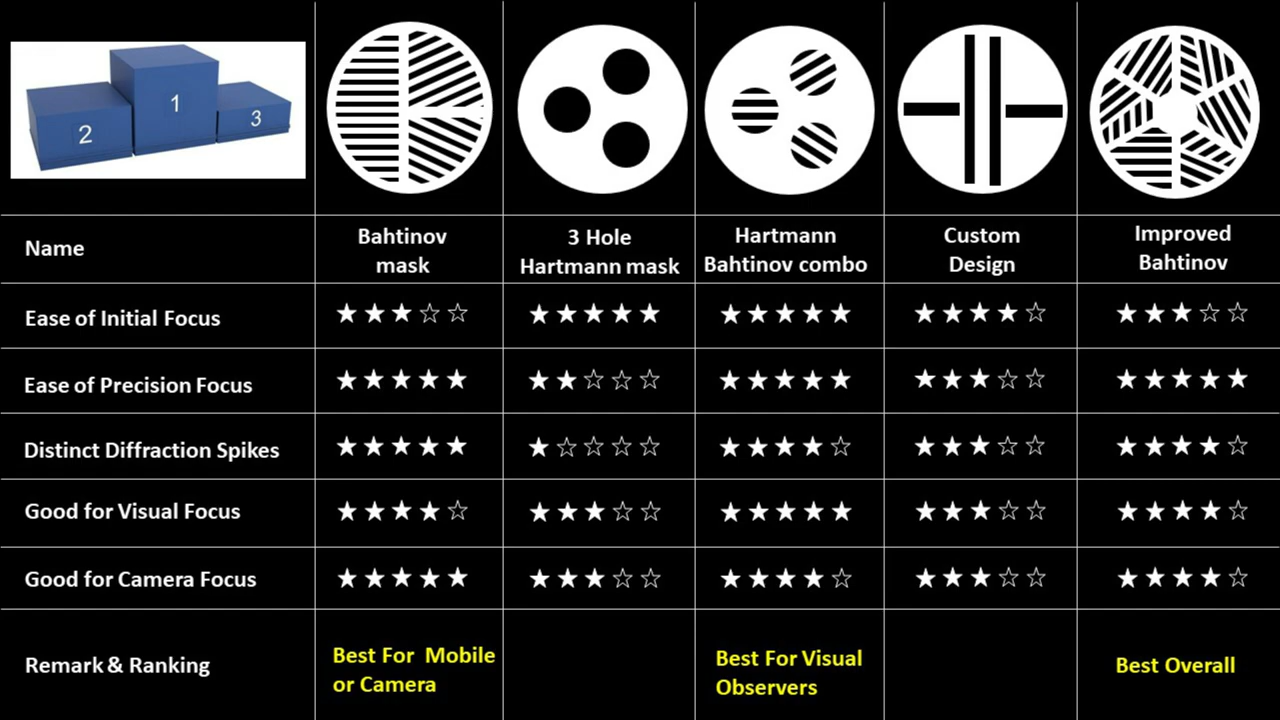 2
1
3
Name
Bahtinov
mask
3 Hole
Hartmann mask
Hartmann
Bahtinov combo
Custom
Design
Improved
Bahtinov
Ease of Initial Focus
★★★☆☆
★★★★★
★★★★★
★★★★☆
★★★☆☆
Ease of Precision Focus
★★★★★
★★☆☆☆
★★★★★
★★★☆☆
★★★★★
Distinct Diffraction Spikes
★★★★★
★☆☆☆☆
★★★★☆
★★★☆☆
★★★★☆
Good for Visual Focus
★★★★☆
★★★☆☆
★★★★★
★★★☆☆
★★★★☆
Good for Camera Focus
★★★★★
★★★☆☆
★★★★☆
★★★☆☆
★★★★☆
Remark & Ranking
Best For Mobile
or Camera
Best For Visual
Observers
Best Overall